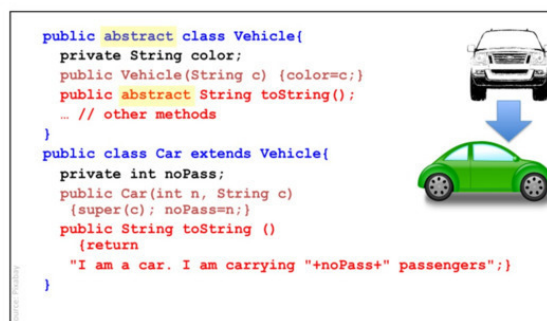 public abstract class Vehicle{
private String color;
public Vehicle(String c) {color=c;}
public abstract String toString();
… // other methods
}
public class Car extends Vehicle{
private int noPass;
public Car(int n, String c)
{super(c); noPass=n;}
public String toString ()
{return
"I am a car. I am carrying "+noPass+" passengers";}
}
ource: Pixabay